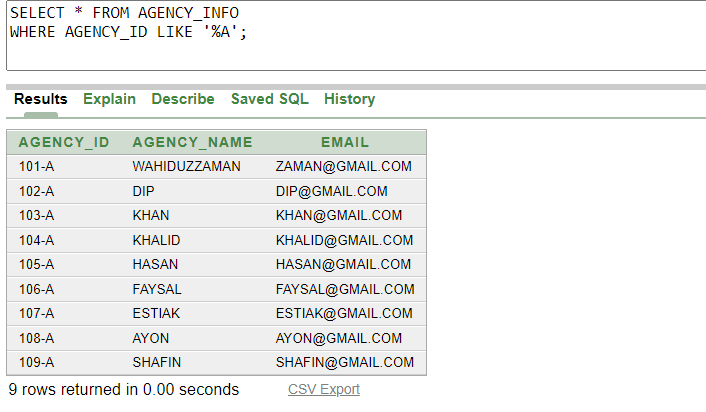 SELECT * FROM AGENCY_INFO
WHERE AGENCY_ID LIKE '%A';
Results Explain Describe Saved SQL History
AGENCY_ID AGENCY_NAME EMAIL
101-A WAHIDUZZAMAN ZAMAN@GMAIL.COM
102-A DIP DIP@GMAIL.COM
103-A KHAN KHAN@GMAIL.COM
104-A KHALID KHALID@GMAIL.COM
105-A HASAN HASAN@GMAIL.COM
106-A FAYSAL FAYSAL@GMAIL.COM
107-A ESTIAK ESTIAK@GMAIL.COM
108-A AYON AYON@GMAIL.COM
109-A SHAFIN SHAFIN@GMAIL.COM
9 rows returned in 0.00 seconds CSV Export